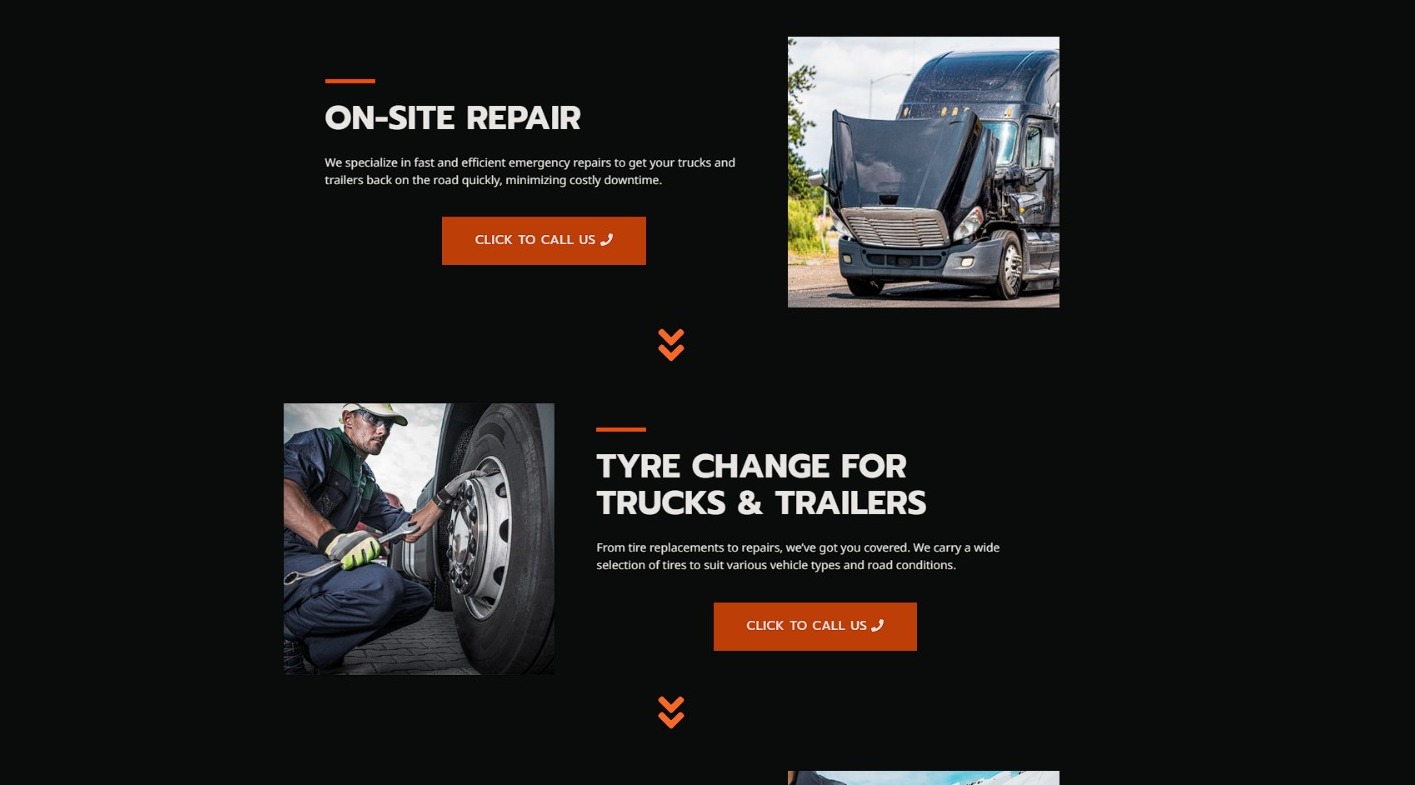 ON-SITE REPAIR
We specialize in fast and efficient emergency repairs to get your trucks and
trailers back on the road quickly, minimizing costly downtime.
CLICK TO CALL US
TYRE CHANGE FOR
TRUCKS & TRAILERS
From tire replacements to repairs, we've got you covered. We carry a wide
selection of tires to suit various vehicle types and road conditions.
CLICK TO CALL US